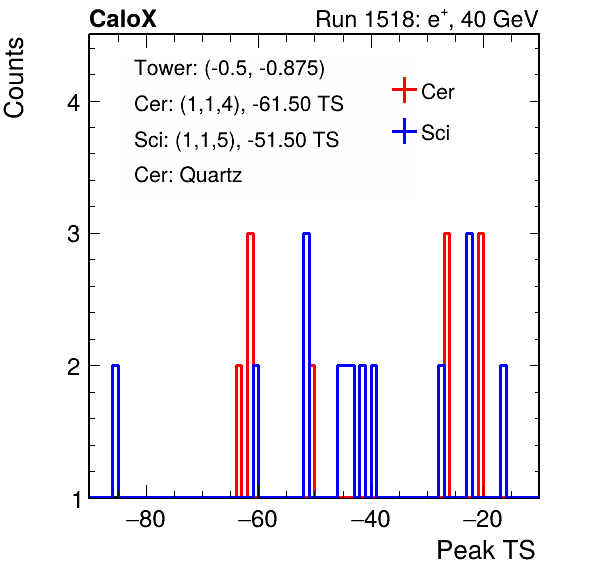 CaloX Run 1518: e⁺, 40 GeV
Counts
Tower: (-0.5, -0.875)
Cer: (1,1,4), -61.50 TS
Sci: (1,1,5), -51.50 TS
Cer: Quartz
Cer
Sci
4
3
2
1
−80 −60 −40 −20
Peak TS